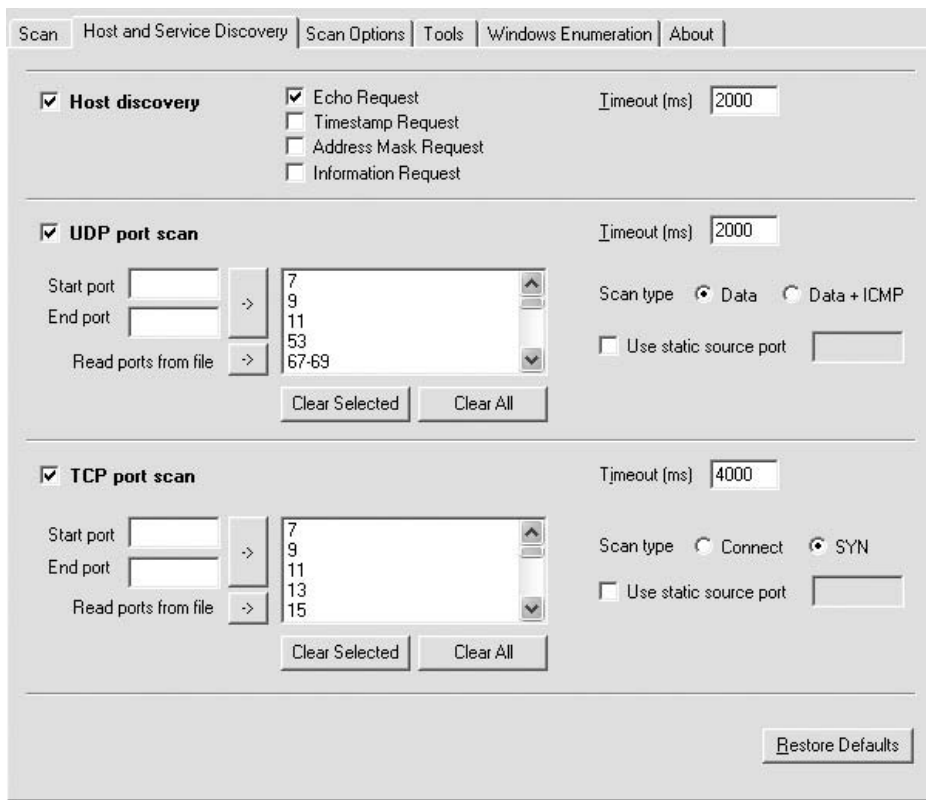 Scan Host and Service Discovery Scan Options Tools Windows Enumeration About
Host discovery
Echo Request
Timestamp Request
Address Mask Request
Information Request
Timeout (ms) 2000
UDP port scan
Timeout (ms) 2000
Start port
End port
->
Read ports from file ->
7
9
11
53
67-69
Clear Selected Clear All
Scan type Data Data + ICMP
Use static source port
TCP port scan
Timeout (ms) 4000
Start port
End port
->
Read ports from file ->
7
9
11
13
15
Clear Selected Clear All
Scan type Connect SYN
Use static source port
Restore Defaults